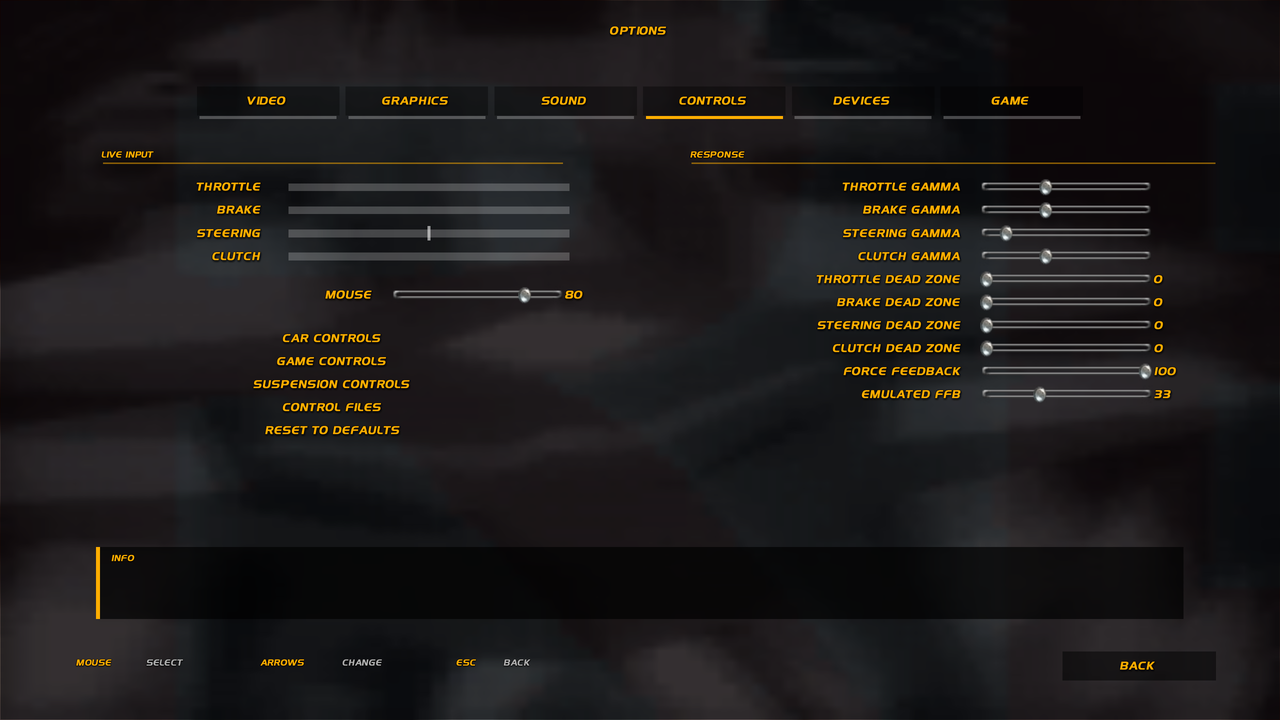 OPTIONS
VIDEO GRAPHICS SOUND CONTROLS DEVICES GAME
LIVE INPUT
THROTTLE
BRAKE
STEERING
CLUTCH
MOUSE 80
CAR CONTROLS
GAME CONTROLS
SUSPENSION CONTROLS
CONTROL FILES
RESET TO DEFAULTS
RESPONSE
THROTTLE GAMMA
BRAKE GAMMA
STEERING GAMMA
CLUTCH GAMMA
THROTTLE DEAD ZONE 0
BRAKE DEAD ZONE 0
STEERING DEAD ZONE 0
CLUTCH DEAD ZONE 0
FORCE FEEDBACK 100
EMULATED FFB 33
INFO
MOUSE SELECT ARROWS CHANGE ESC BACK
BACK